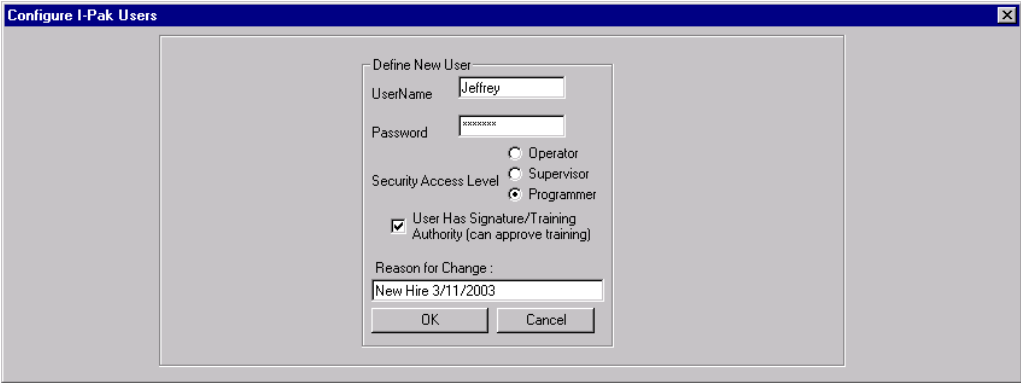 Configure I-Pak Users
Define New User
UserName
Jeffrey
Password
xxxxxxx
Operator
Security Access Level
Supervisor
Programmer
User Has Signature/Training
Authority (can approve training)
Reason for Change :
New Hire 3/11/2003
OK
Cancel